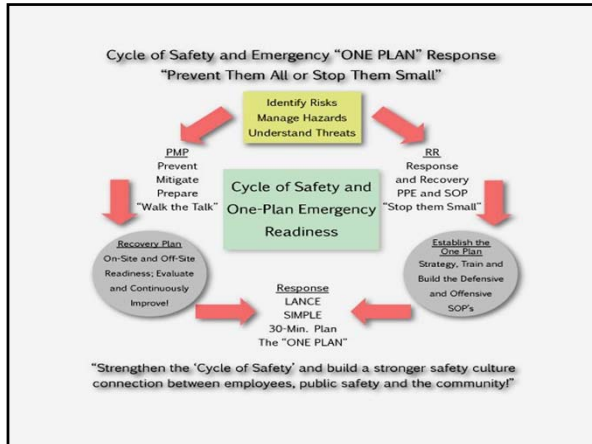 Cycle of Safety and Emergency “ONE PLAN” Response
“Prevent Them All or Stop Them Small”
Identify Risks
Manage Hazards
Understand Threats
PMP
Prevent
Mitigate
Prepare
“Walk the Talk”
Cycle of Safety and
One-Plan Emergency
Readiness
RR
Response
and Recovery
PPE and SOP
“Stop them Small”
Recovery Plan
On-Site and Off-Site
Readiness; Evaluate
and Continuously
Improve!
Response
LANCE
SIMPLE
30-Min. Plan
The “ONE PLAN”
Establish the
One Plan
Strategy, Train and
Build the Defensive
and Offensive
SOP's
“Strengthen the ‘Cycle of Safety’ and build a stronger safety culture
connection between employees, public safety and the community!”